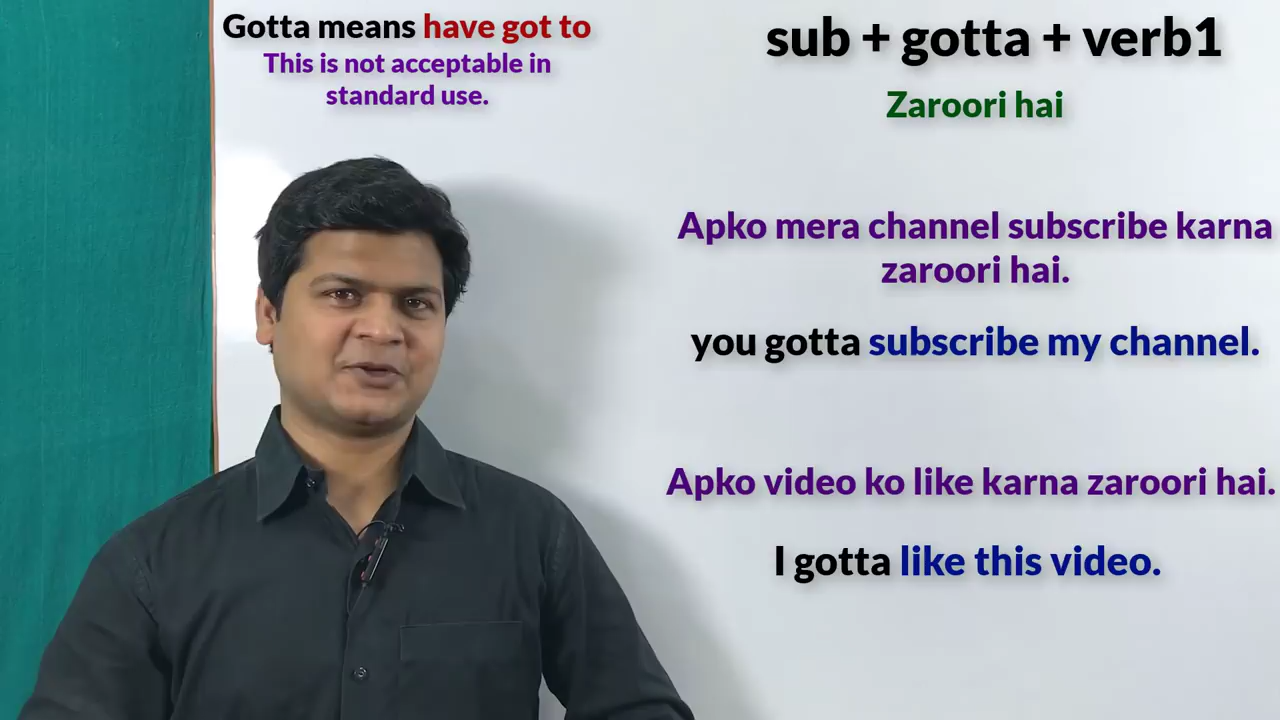 Gotta means have got to
This is not acceptable in
standard use.
sub + gotta + verb1
Zaroori hai
Apko mera channel subscribe karna
zaroori hai.
you gotta subscribe my channel.
Apko video ko like karna zaroori hai.
I gotta like this video.